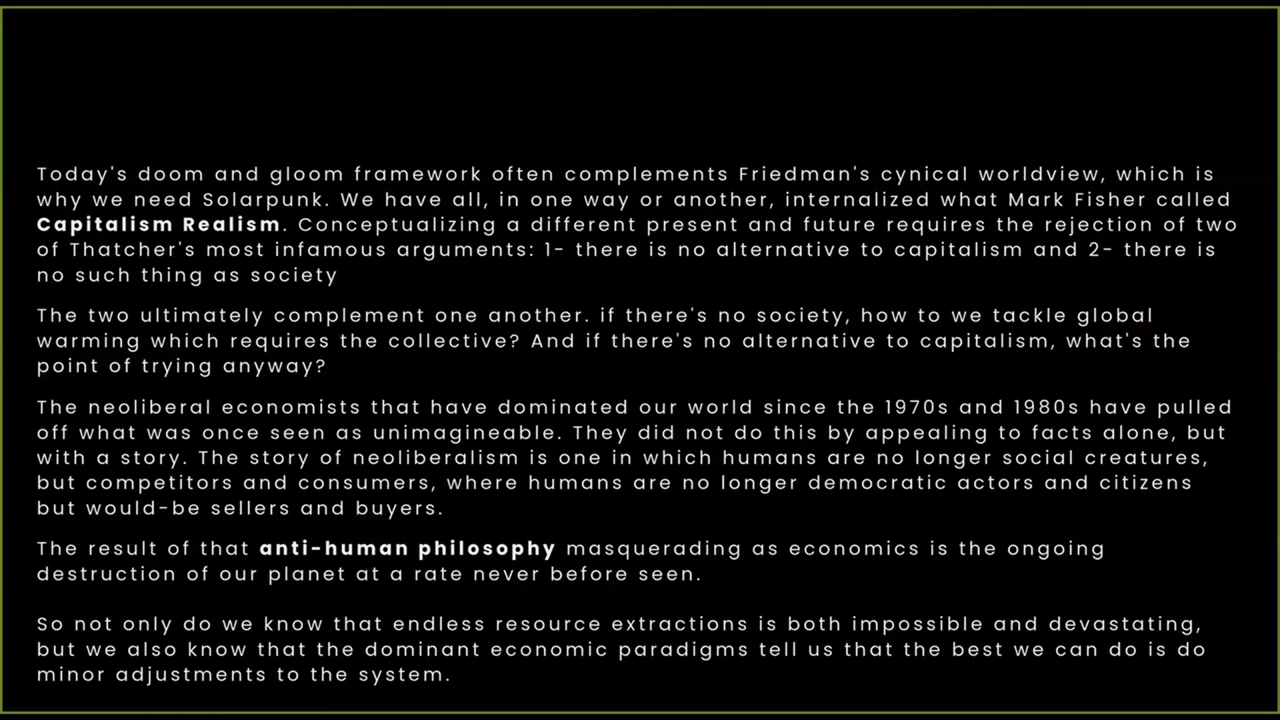 Today's doom and gloom framework often complements Friedman's cynical worldview, which is
why we need Solarpunk. We have all, in one way or another, internalized what Mark Fisher called
Capitalism Realism. Conceptualizing a different present and future requires the rejection of two
of Thatcher's most infamous arguments: 1- there is no alternative to capitalism and 2- there is
no such thing as society
The two ultimately complement one another. if there's no society, how to we tackle global
warming which requires the collective? And if there's no alternative to capitalism, what's the
point of trying anyway?
The neoliberal economists that have dominated our world since the 1970s and 1980s have pulled
off what was once seen as unimagineable. They did not do this by appealing to facts alone, but
with a story. The story of neoliberalism is one in which humans are no longer social creatures,
but competitors and consumers, where humans are no longer democratic actors and citizens
but would-be sellers and buyers.
The result of that anti-human philosophy masquerading as economics is the ongoing
destruction of our planet at a rate never before seen.
So not only do we know that endless resource extractions is both impossible and devastating,
but we also know that the dominant economic paradigms tell us that the best we can do is do
minor adjustments to the system.